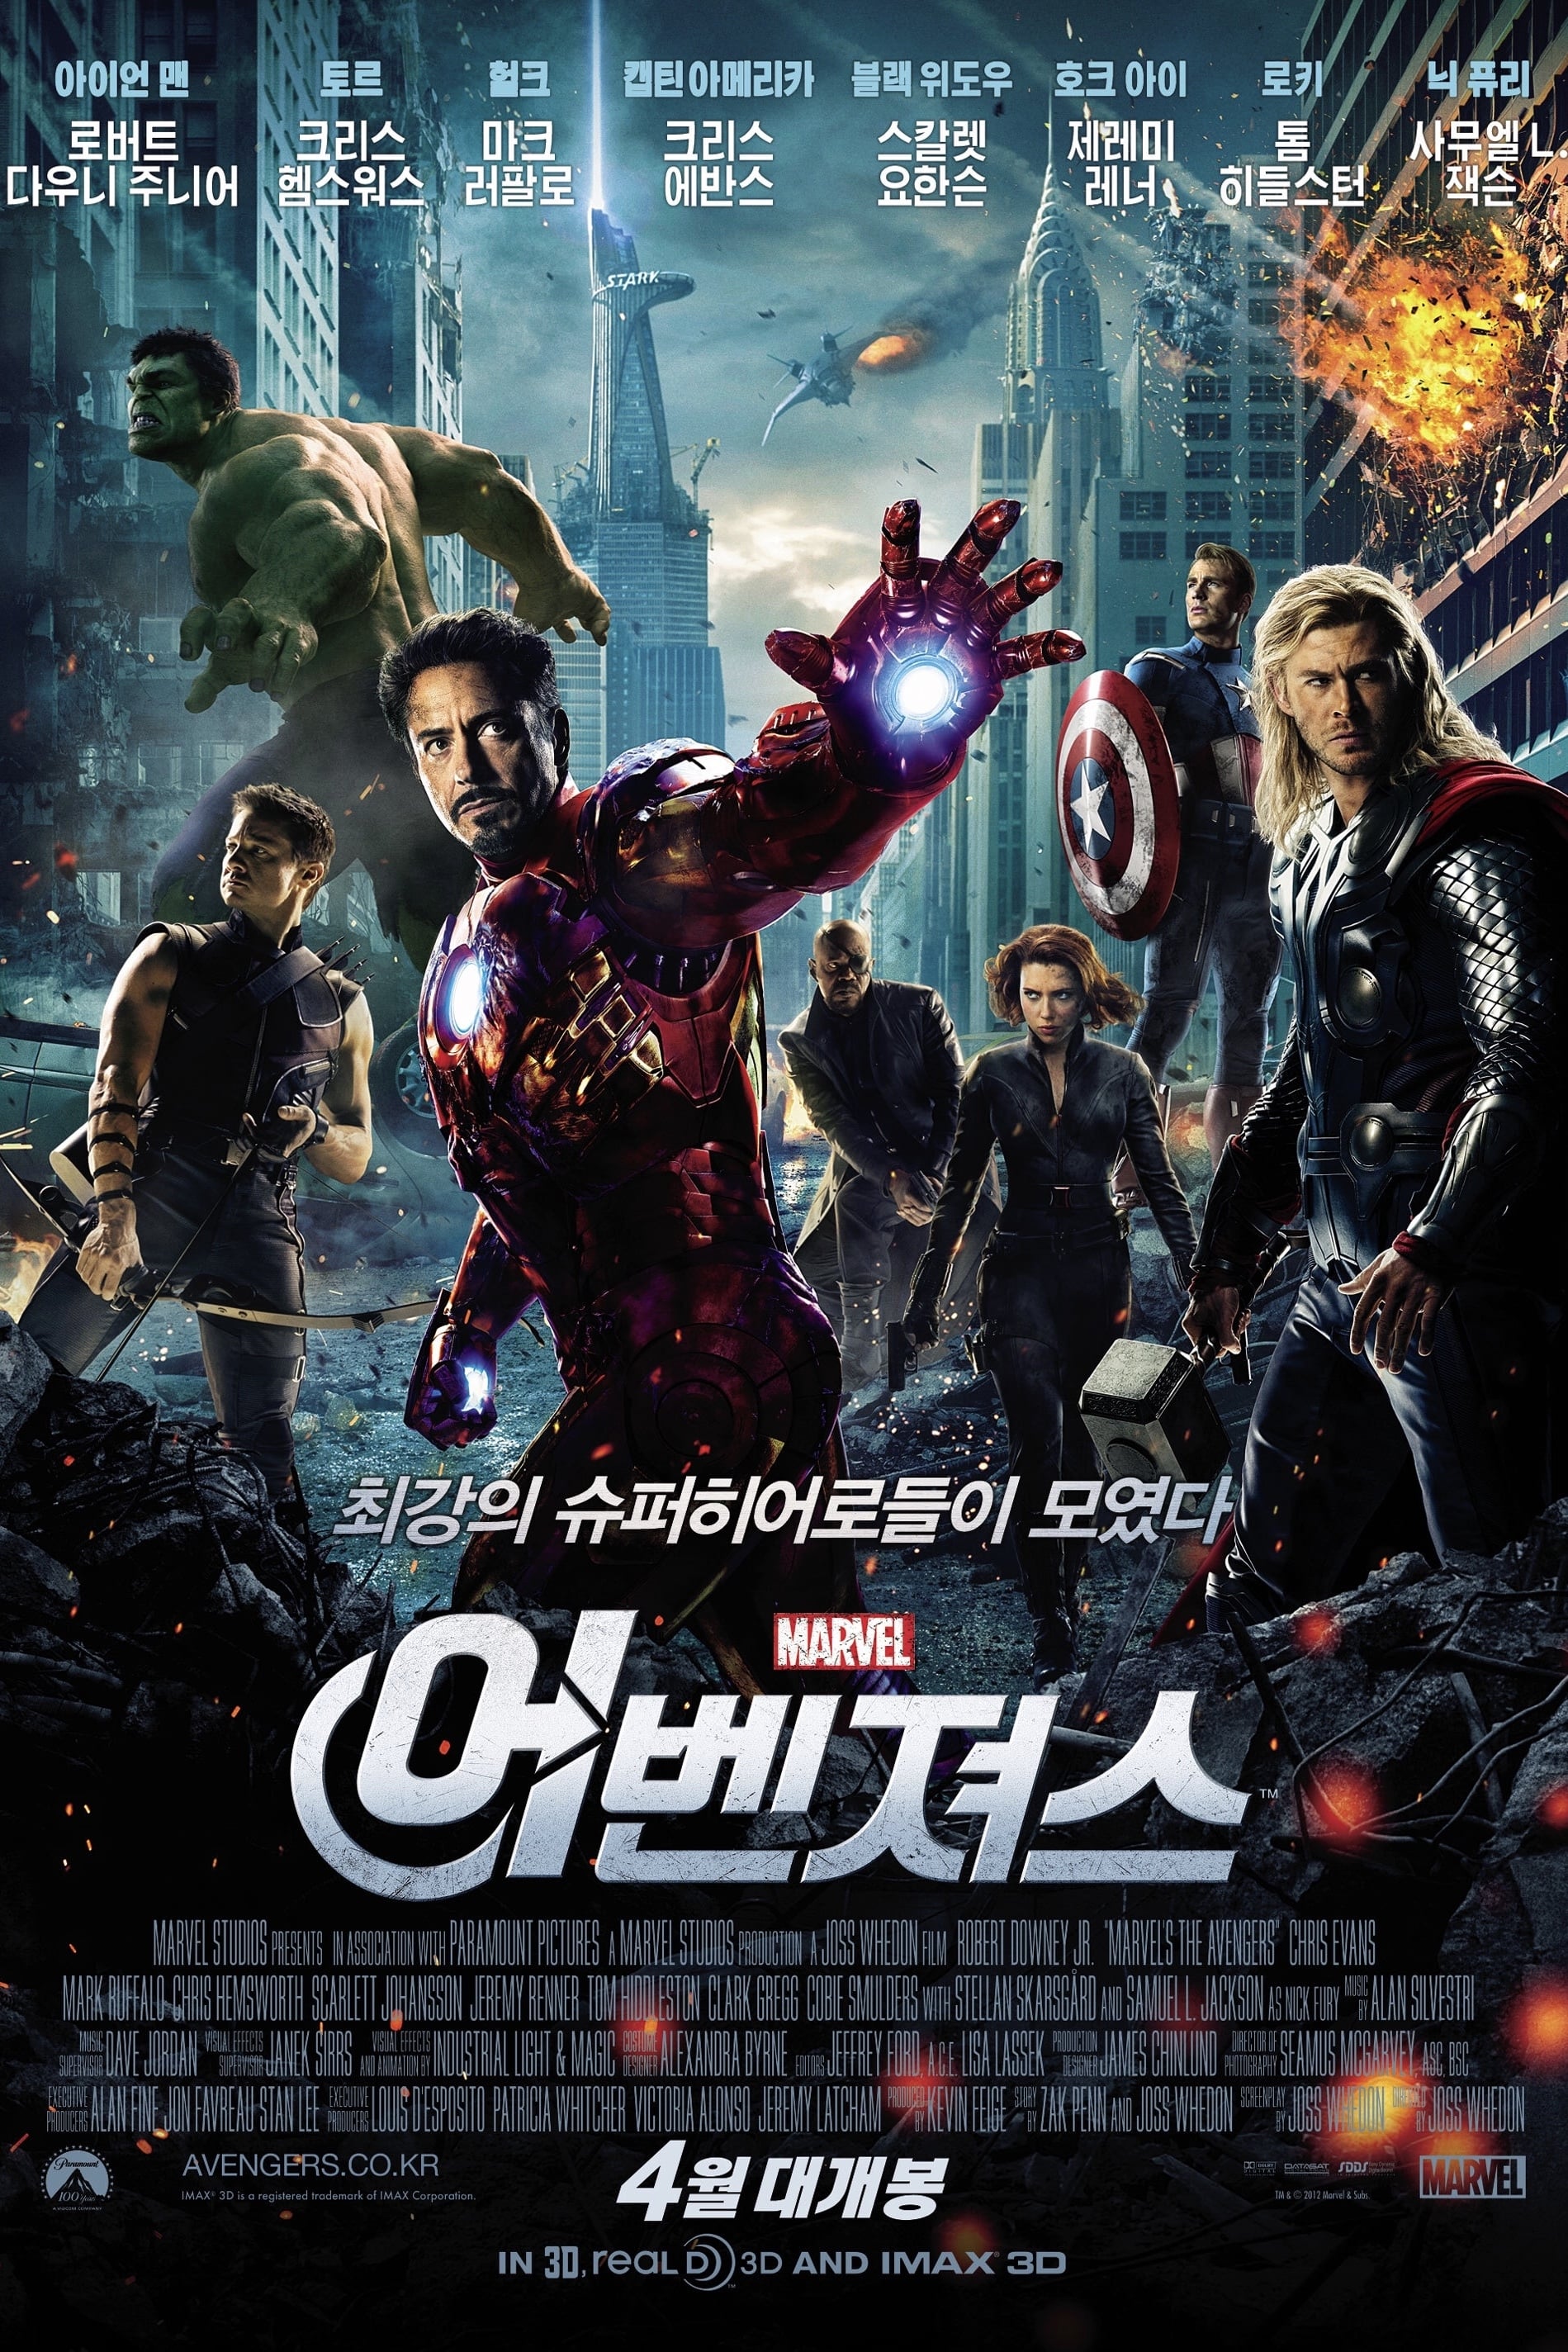 아이언 맨 토르 헐크 캡틴 아메리카 블랙 위도우 호크 아이 로키 닉 퓨리
로버트 크리스 마크 크리스 스칼렛 제레미 톰 사무엘 L.
다우니 주니어 헴스워스 러팔로 에반스 요한슨 레너 히들스턴 잭슨
STARK
최강의 슈퍼히어로들이 모였다
MARVEL
어벤져스 ™
MARVEL STUDIOS PRESENTS IN ASSOCIATION WITH PARAMOUNT PICTURES A MARVEL STUDIOS PRODUCTION A JOSS WHEDON FILM ROBERT DOWNEY JR. "MARVEL'S THE AVENGERS" CHRIS EVANS
MARK RUFFALO CHRIS HEMSWORTH SCARLETT JOHANSSON JEREMY RENNER TOM HIDDLESTON CLARK GREGG COBIE SMULDERS WITH STELLAN SKARSGÅRD AND SAMUEL L. JACKSON AS NICK FURY MUSIC BY ALAN SILVESTRI
MUSIC SUPERVISOR DAVE JORDAN VISUAL EFFECTS SUPERVISOR JANEK SIRRS VISUAL EFFECTS AND ANIMATION BY INDUSTRIAL LIGHT & MAGIC COSTUME DESIGNER ALEXANDRA BYRNE EDITORS JEFFREY FORD, A.C.E. LISA LASSEK PRODUCTION DESIGNER JAMES CHINLUND DIRECTOR OF PHOTOGRAPHY SEAMUS MCGARVEY, ASC, BSC
EXECUTIVE PRODUCERS ALAN FINE JON FAVREAU STAN LEE EXECUTIVE PRODUCERS LOUIS D'ESPOSITO PATRICIA WHITCHER VICTORIA ALONSO JEREMY LATCHAM PRODUCED BY KEVIN FEIGE STORY BY ZAK PENN AND JOSS WHEDON SCREENPLAY BY JOSS WHEDON DIRECTED BY JOSS WHEDON
Paramount
100 Years
AVENGERS.CO.KR
IMAX® 3D is a registered trademark of IMAX Corporation.
4월 대개봉
DOLBY DATASAT SDDS
TM & © 2012 Marvel & Subs.
MARVEL
IN 3D, REAL D 3D AND IMAX® 3D